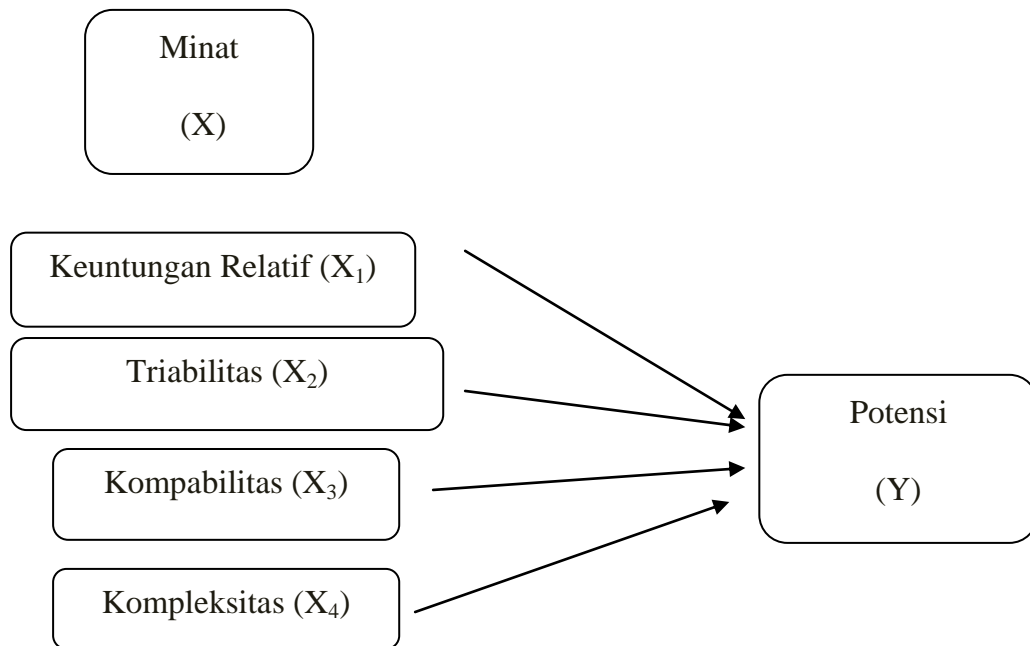 Minat
(X)
Keuntungan Relatif (X₁)
Triabilitas (X₂)
Kompabilitas (X₃)
Kompleksitas (X₄)
Potensi
(Y)